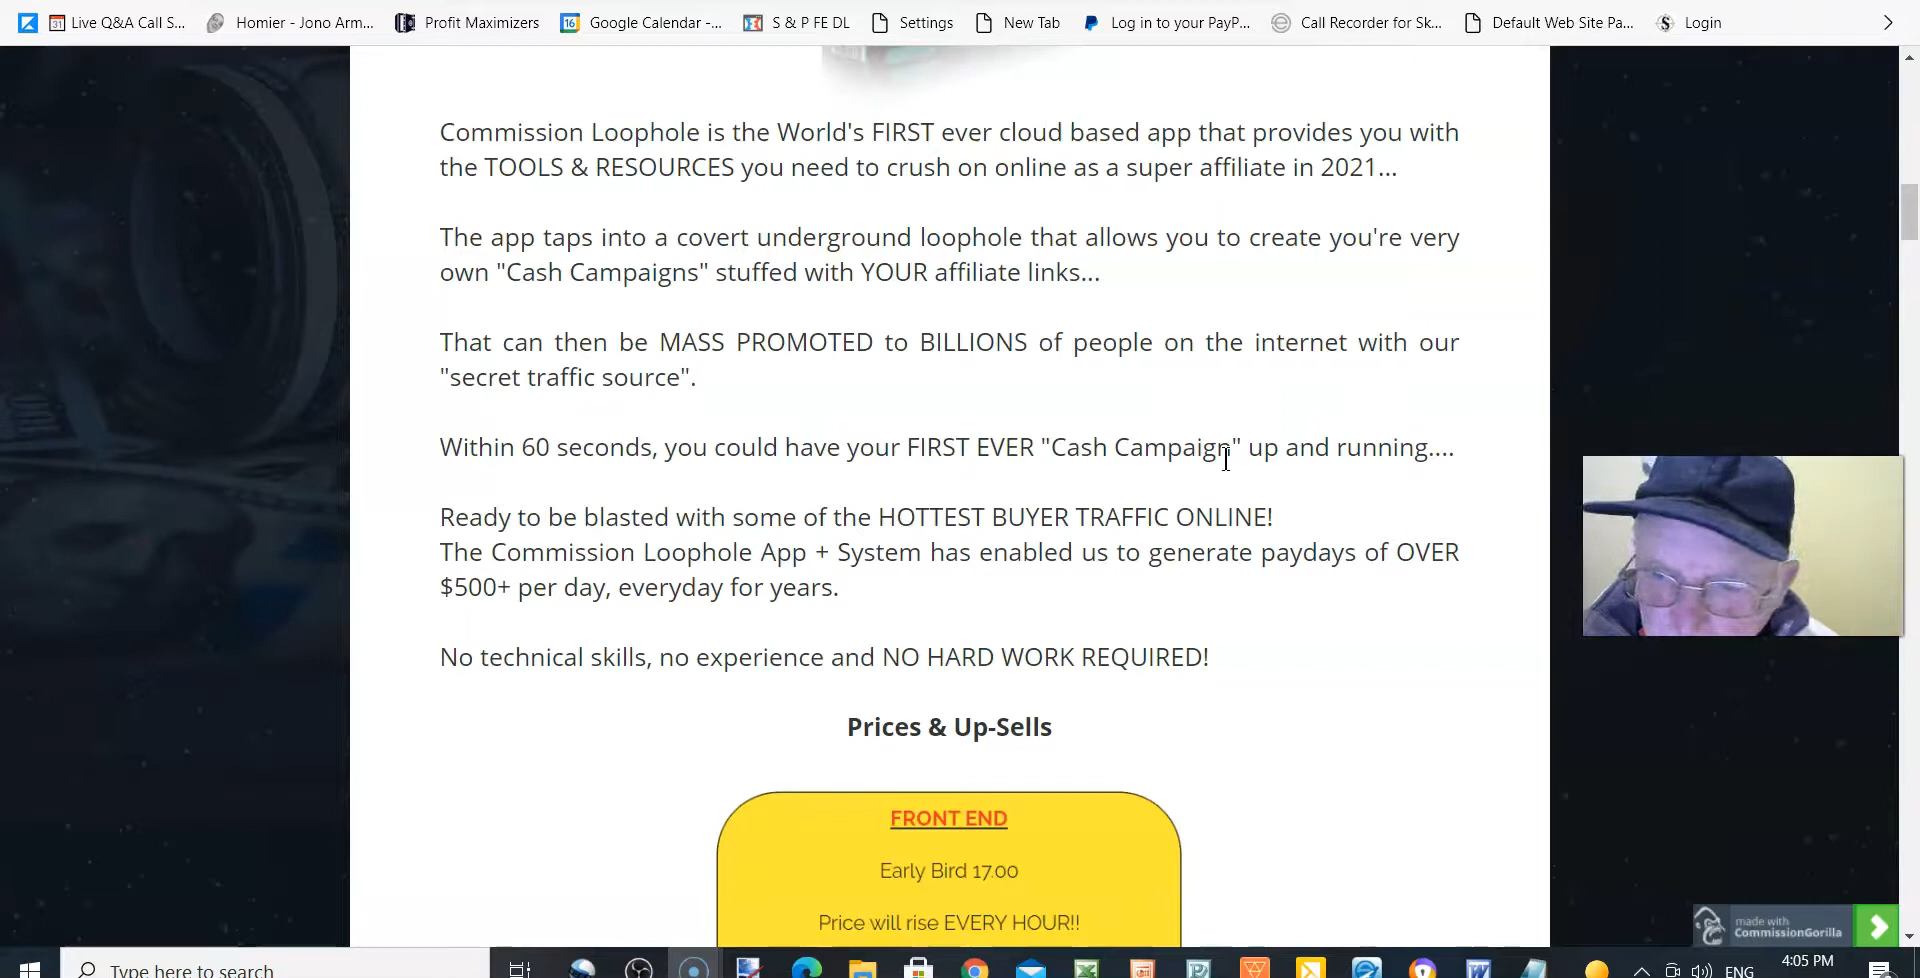 Live Q&A Call S... Homier - Jono Arm... Profit Maximizers Google Calendar -... S & P FE DL Settings New Tab Log in to your PayP... Call Recorder for Sk... Default Web Site Pa... Login
Commission Loophole is the World's FIRST ever cloud based app that provides you with
the TOOLS & RESOURCES you need to crush on online as a super affiliate in 2021...
The app taps into a covert underground loophole that allows you to create you're very
own "Cash Campaigns" stuffed with YOUR affiliate links...
That can then be MASS PROMOTED to BILLIONS of people on the internet with our
"secret traffic source".
Within 60 seconds, you could have your FIRST EVER "Cash Campaign" up and running....
Ready to be blasted with some of the HOTTEST BUYER TRAFFIC ONLINE!
The Commission Loophole App + System has enabled us to generate paydays of OVER
$500+ per day, everyday for years.
No technical skills, no experience and NO HARD WORK REQUIRED!
Prices & Up-Sells
FRONT END
Early Bird 17.00
Price will rise EVERY HOUR!!
made with
CommissionGorilla
Type here to search
ENG
4:05 PM